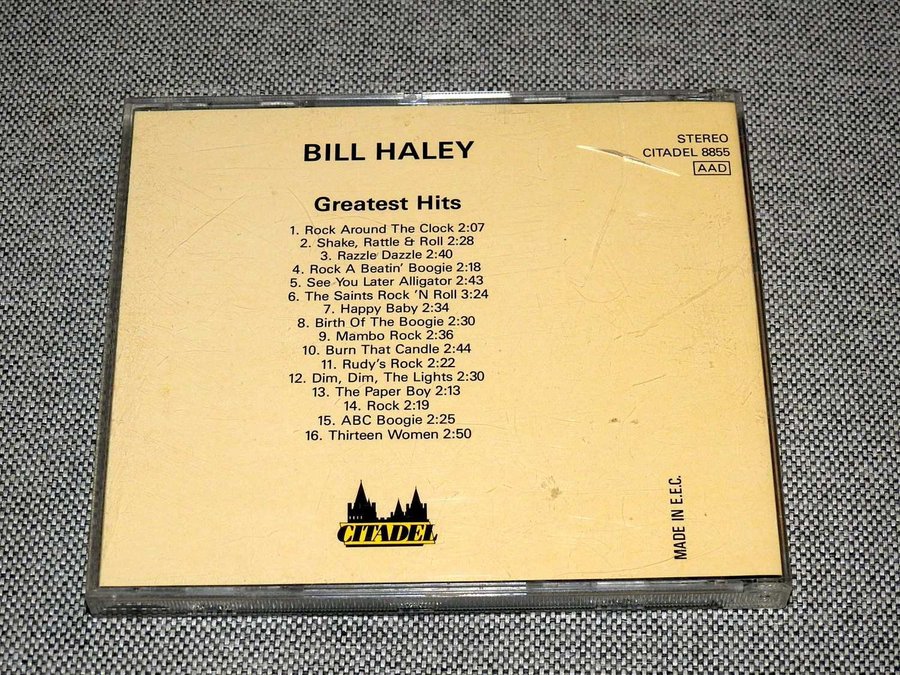 BILL HALEY
STEREO
CITADEL 8855
AAD
Greatest Hits
1. Rock Around The Clock 2:07
2. Shake, Rattle & Roll 2:28
3. Razzle Dazzle 2:40
4. Rock A Beatin' Boogie 2:18
5. See You Later Alligator 2:43
6. The Saints Rock 'N Roll 3:24
7. Happy Baby 2:34
8. Birth Of The Boogie 2:30
9. Mambo Rock 2:36
10. Burn That Candle 2:44
11. Rudy's Rock 2:22
12. Dim, Dim, The Lights 2:30
13. The Paper Boy 2:13
14. Rock 2:19
15. ABC Boogie 2:25
16. Thirteen Women 2:50
CITADEL
MADE IN E.E.C.